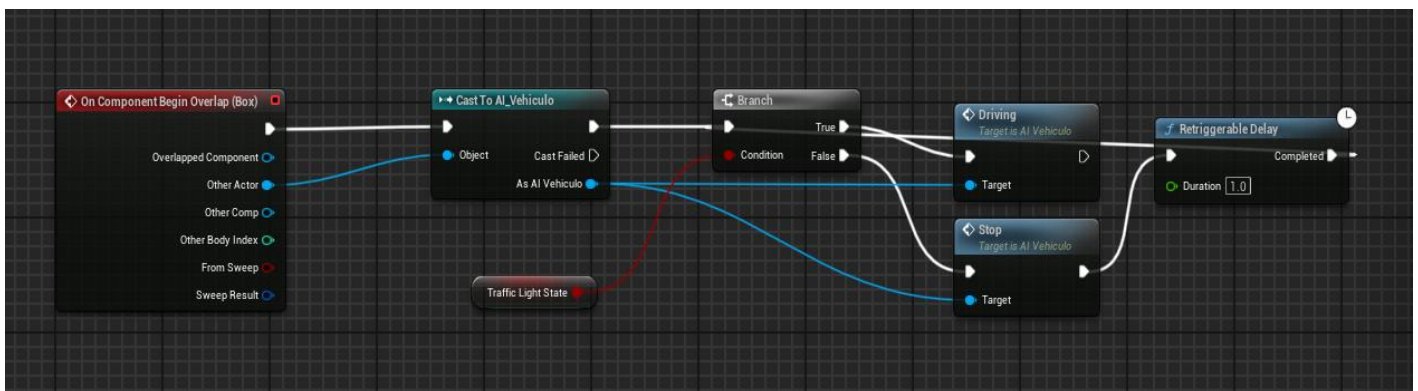 On Component Begin Overlap (Box)
Overlapped Component
Other Actor
Other Comp
Other Body Index
From Sweep
Sweep Result
Cast To AI_Vehiculo
Object
Cast Failed
As AI Vehiculo
Traffic Light State
Branch
True
Condition
False
Driving
Target is AI Vehiculo
Target
Stop
Target is AI Vehiculo
Target
f Retriggerable Delay
Completed
Duration 1.0